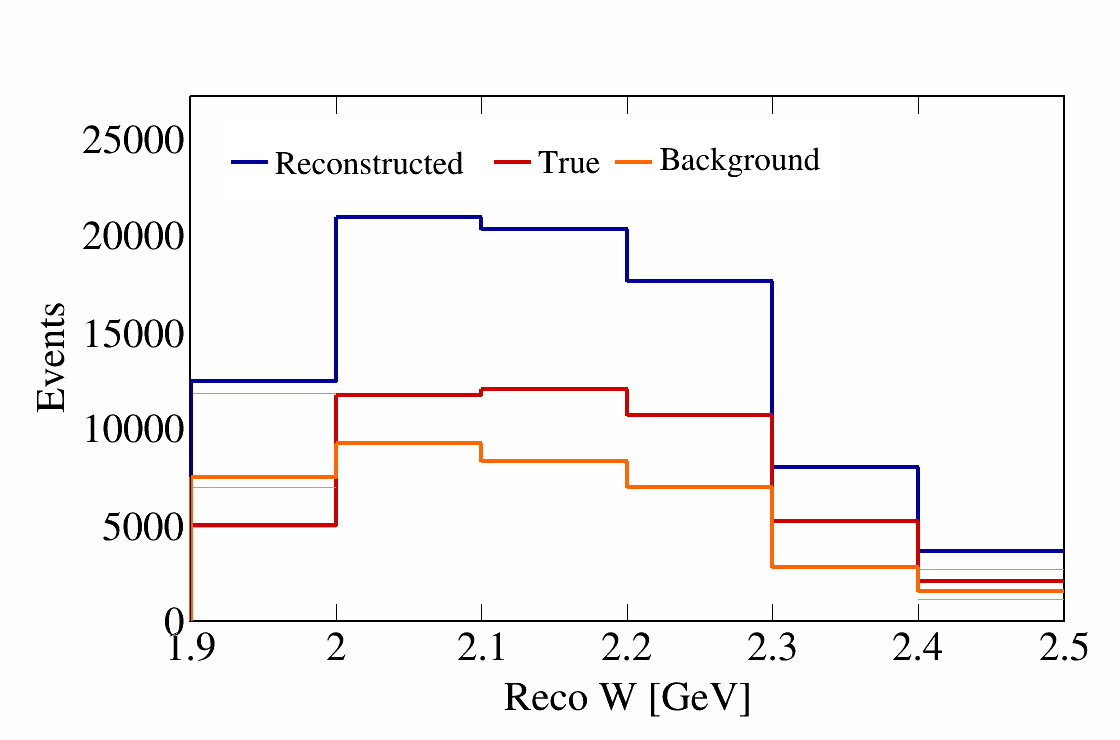 25000
Reconstructed True Background
20000
15000
10000
5000
0
1.9 2 2.1 2.2 2.3 2.4 2.5
Events
Reco W [GeV]